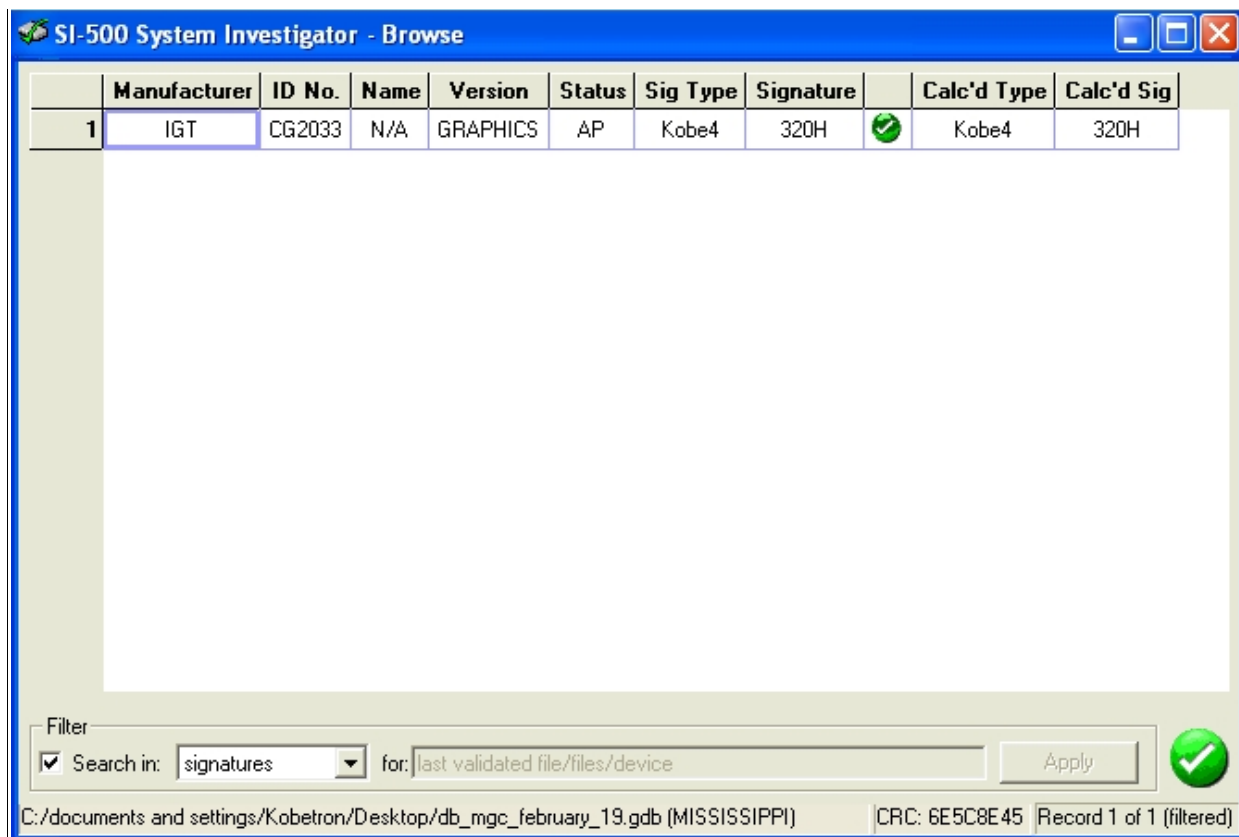 SI-500 System Investigator - Browse
Manufacturer ID No. Name Version Status Sig Type Signature Calc'd Type Calc'd Sig
1 IGT CG2033 N/A GRAPHICS AP Kobe4 320H Kobe4 320H
Filter
Search in: signatures for: last validated file/files/device Apply
C:/documents and settings/Kobetron/Desktop/db_mgc_february_19.gdb (MISSISSIPPI) CRC: 6E5C8E45 Record 1 of 1 (filtered)